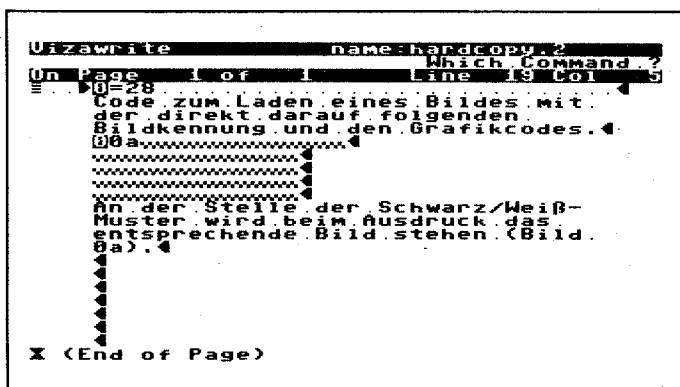 Vizawrite name:hardcopy.2
Which Command ?
On Page 1 of 1 Line 19 Col 5
0=28
Code zum Laden eines Bildes mit
der direkt darauf folgenden
Bildkennung und den Grafikcodes.
0a
An der Stelle der Schwarz/Weiß-
Muster wird beim Ausdruck das
entsprechende Bild stehen (Bild
0a).
(End of Page)